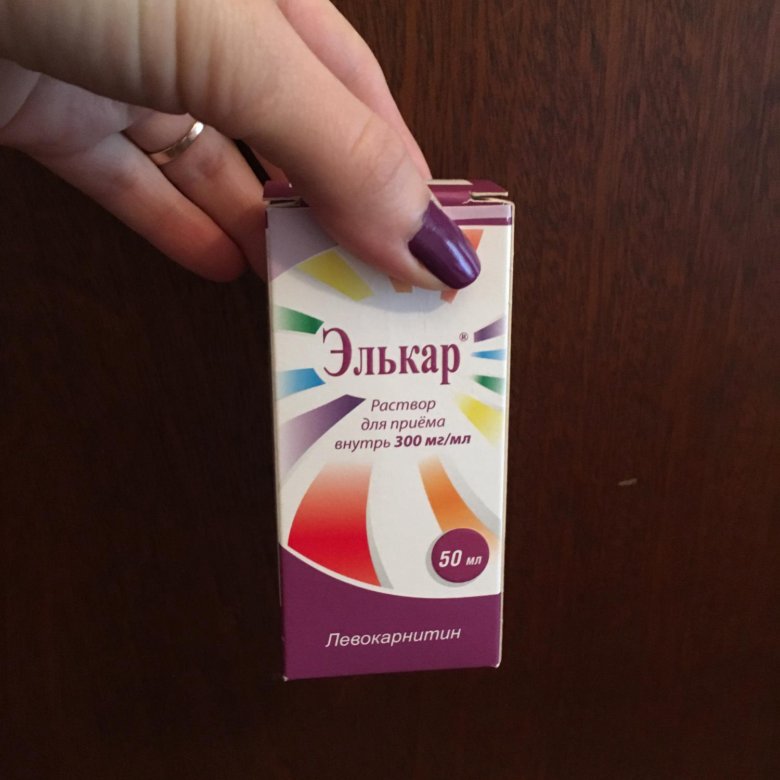 Элькар®
Раствор
для приёма
внутрь 300 мг/мл
50 мл
Левокарнитин